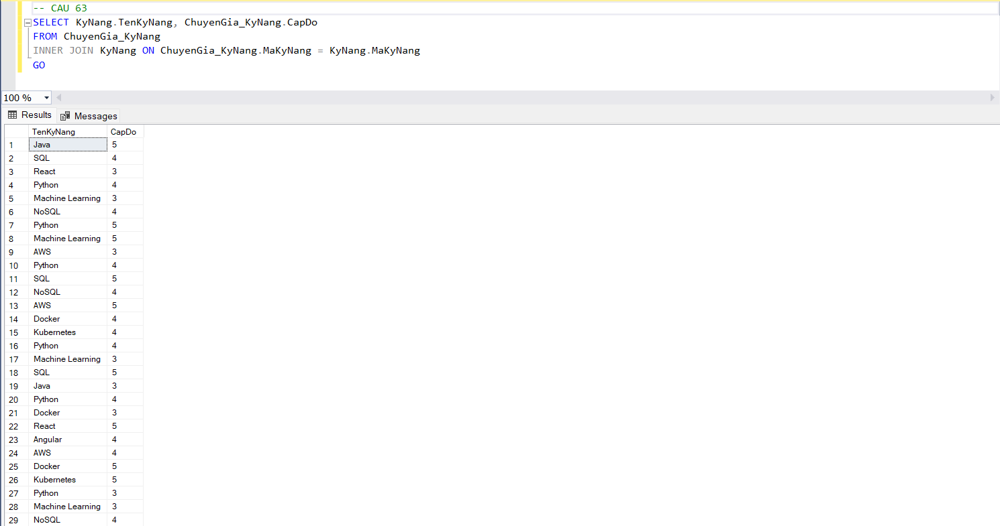 -- CAU 63
SELECT KyNang.TenKyNang, ChuyenGia_KyNang.CapDo
FROM ChuyenGia_KyNang
INNER JOIN KyNang ON ChuyenGia_KyNang.MaKyNang = KyNang.MaKyNang
GO
100 %
Results Messages
TenKyNang CapDo
1 Java 5
2 SQL 4
3 React 3
4 Python 4
5 Machine Learning 3
6 NoSQL 4
7 Python 5
8 Machine Learning 5
9 AWS 3
10 Python 4
11 SQL 5
12 NoSQL 4
13 AWS 5
14 Docker 4
15 Kubernetes 4
16 Python 4
17 Machine Learning 3
18 SQL 5
19 Java 3
20 Python 4
21 Docker 3
22 React 5
23 Angular 4
24 AWS 4
25 Docker 5
26 Kubernetes 5
27 Python 3
28 Machine Learning 3
29 NoSQL 4